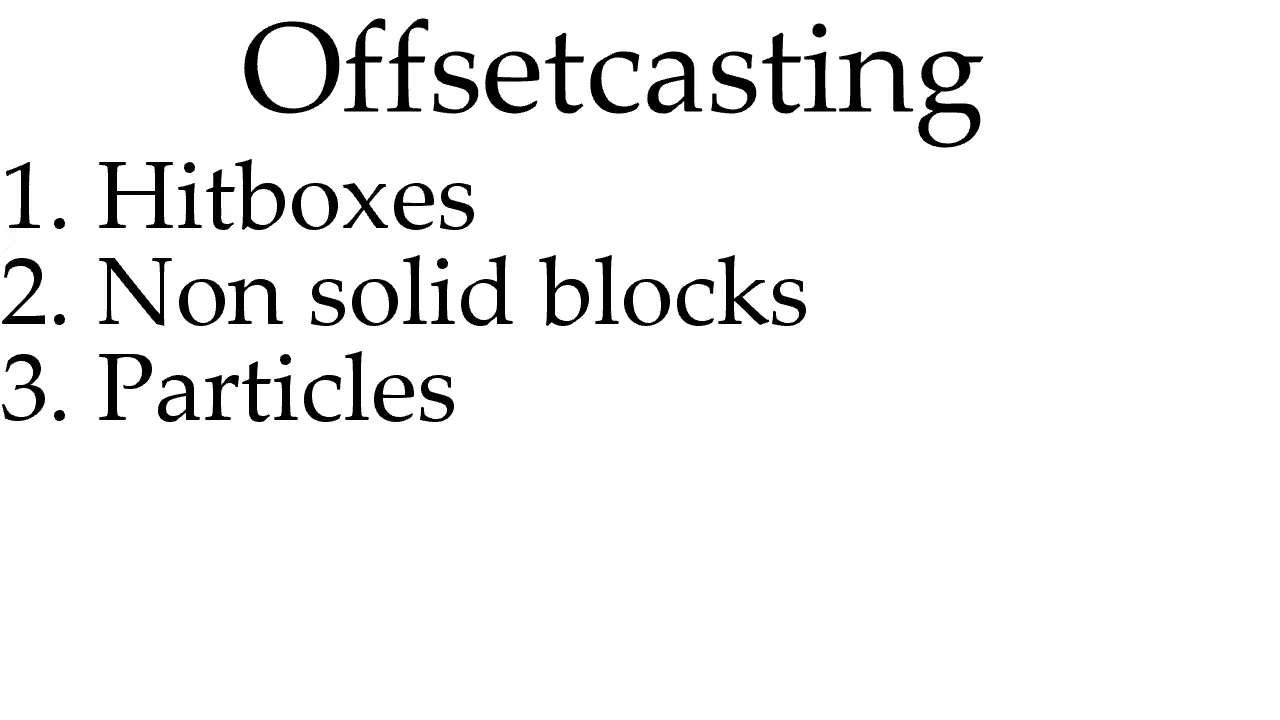 Offsetcasting
1. Hitboxes
2. Non solid blocks
3. Particles